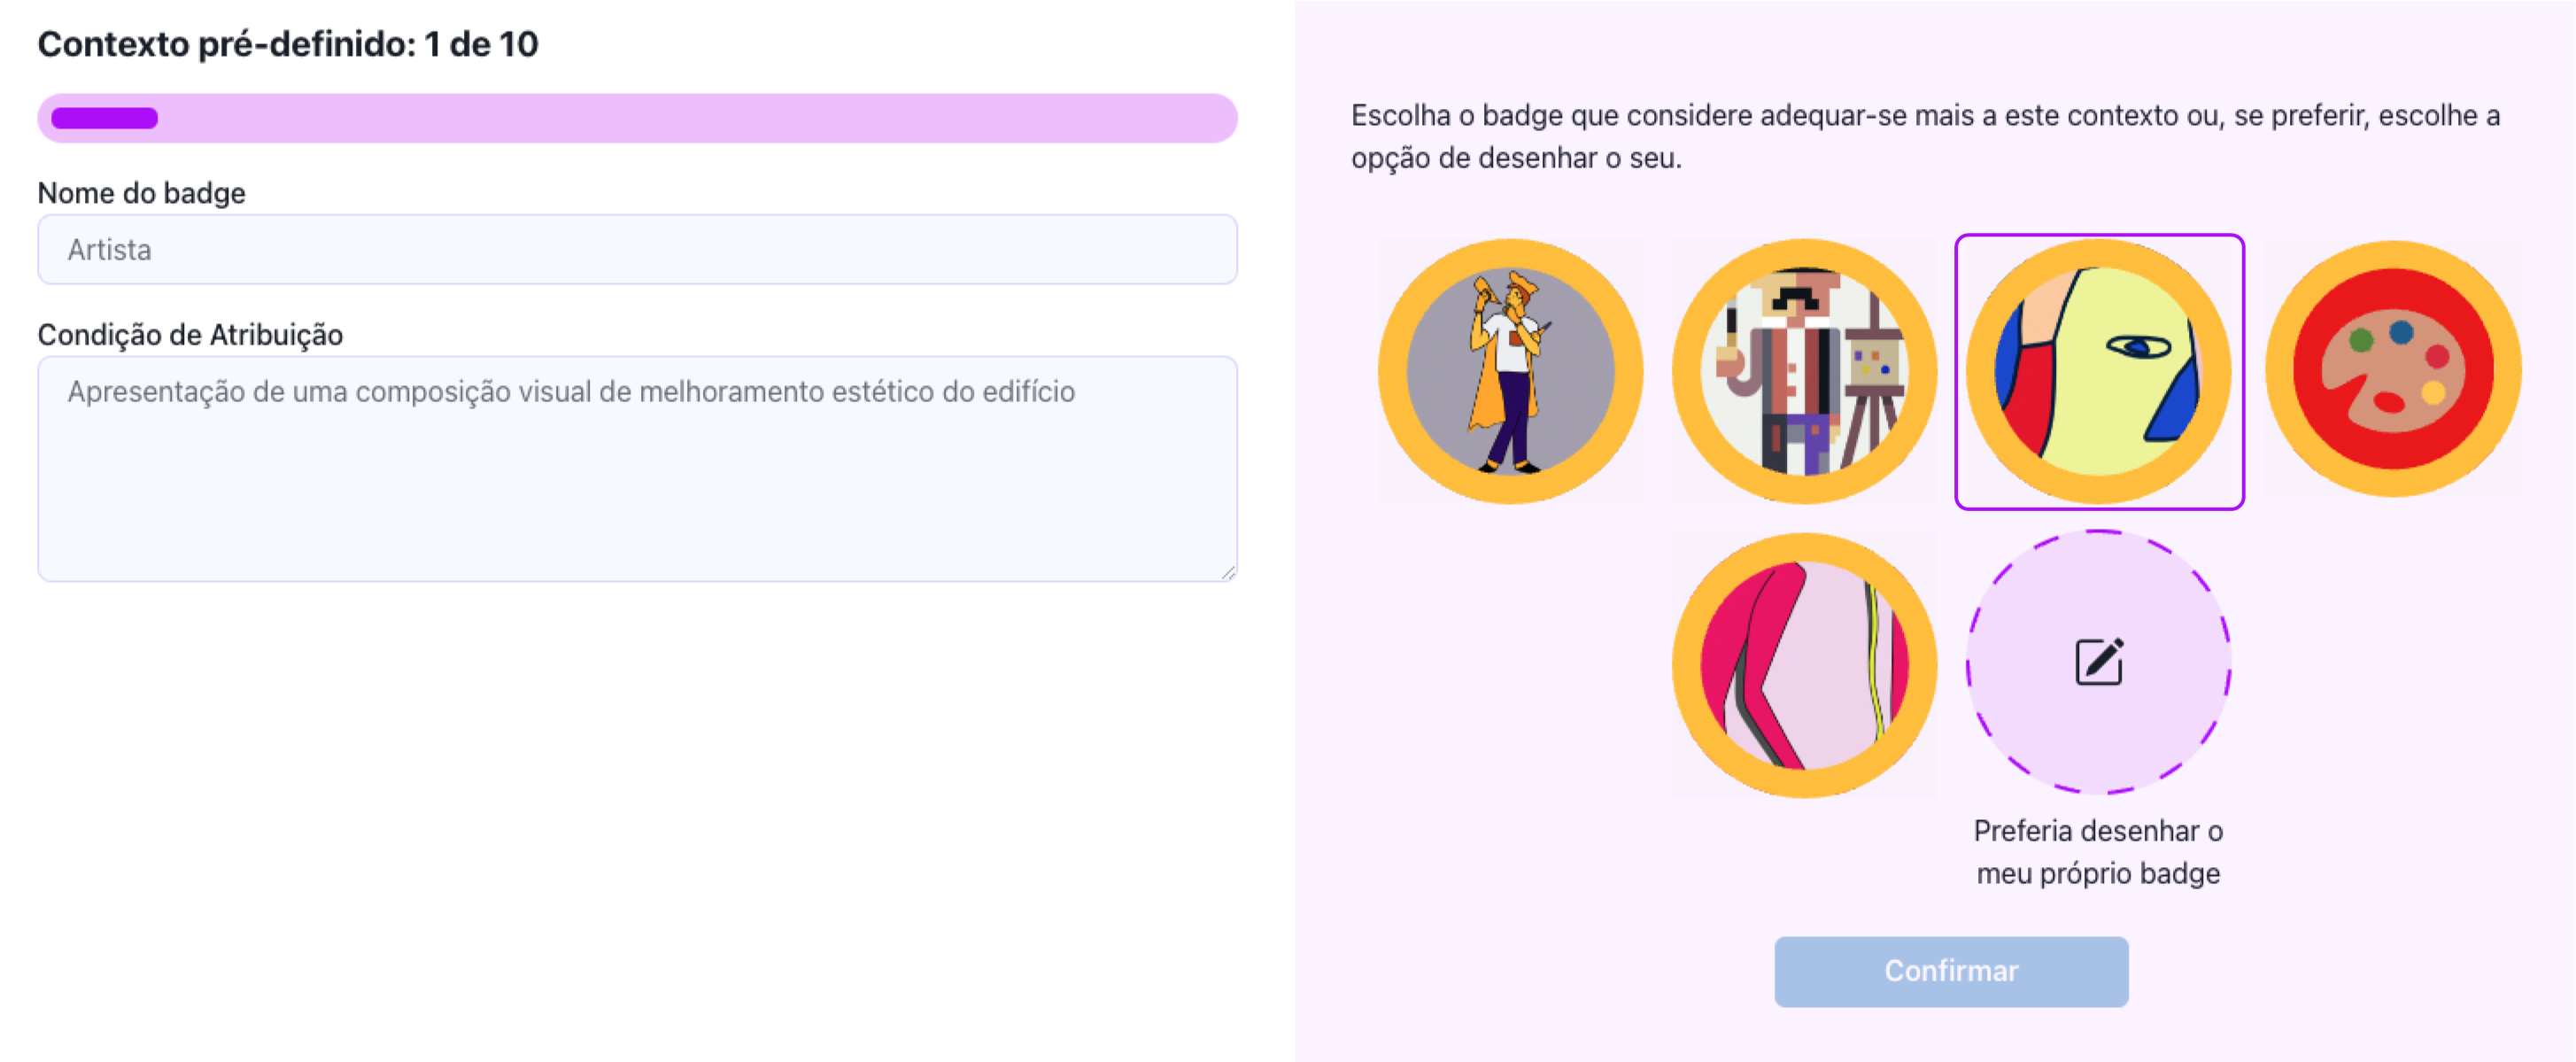 Contexto pré-definido: 1 de 10
Nome do badge
Artista
Condição de Atribuição
Apresentação de uma composição visual de melhoramento estético do edifício
Escolha o badge que considere adequar-se mais a este contexto ou, se preferir, escolhe a
opção de desenhar o seu.
Preferia desenhar o
meu próprio badge
Confirmar